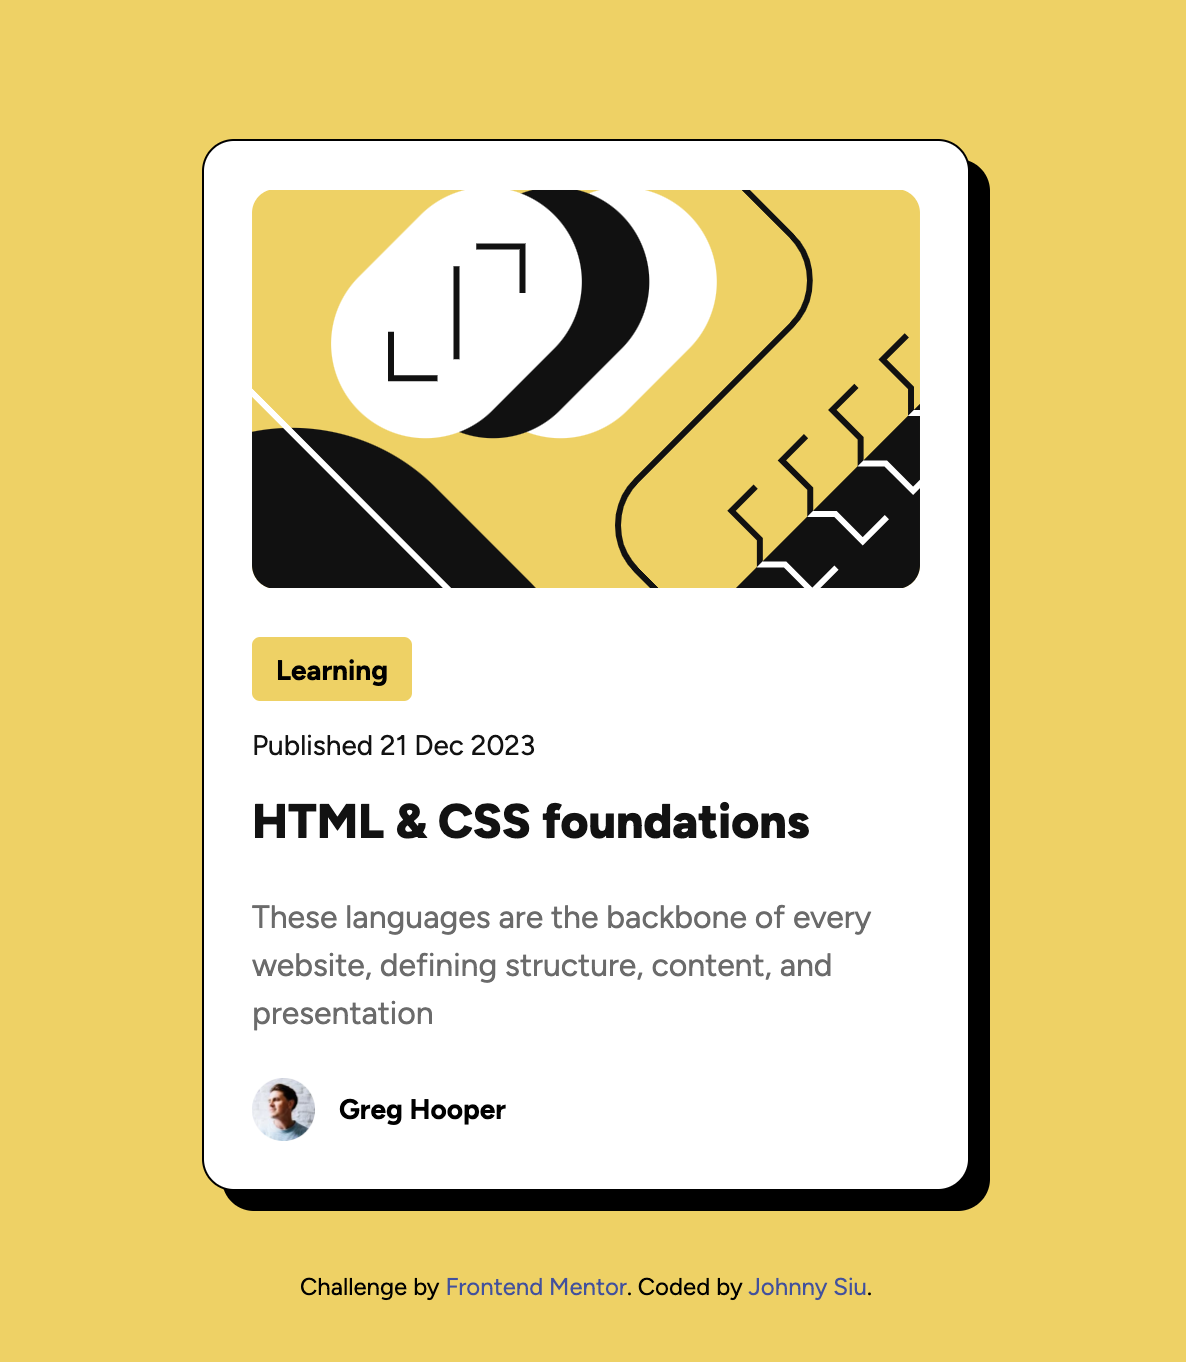 Learning
Published 21 Dec 2023
HTML & CSS foundations
These languages are the backbone of every
website, defining structure, content, and
presentation
Greg Hooper
Challenge by Frontend Mentor. Coded by Johnny Siu.